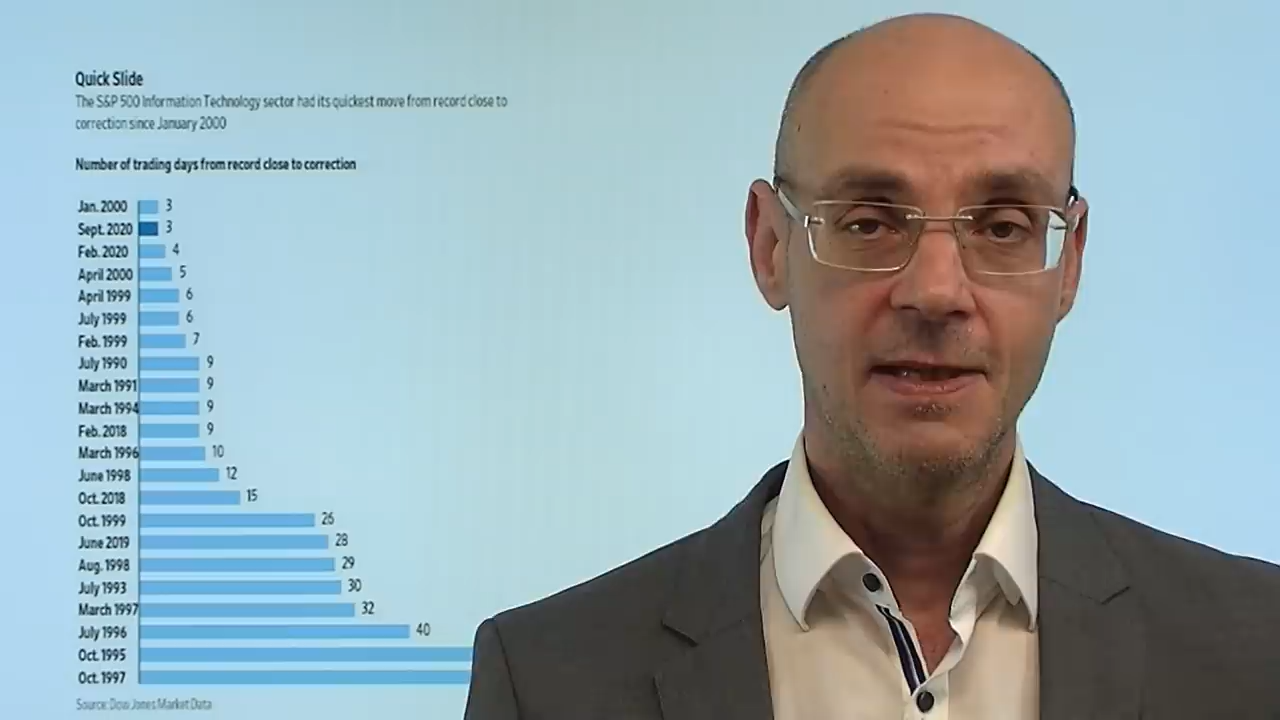 Quick Slide
The S&P 500 Information Technology sector had its quickest move from record close to
correction since January 2000
Number of trading days from record close to correction
Jan. 2000 3
Sept. 2020 3
Feb. 2020 4
April 2000 5
April 1999 6
July 1999 6
Feb. 1999 7
July 1990 9
March 1991 9
March 1994 9
Feb. 2018 9
March 1996 10
June 1998 12
Oct. 2018 15
Oct. 1999 26
June 2019 28
Aug. 1998 29
July 1993 30
March 1997 32
July 1996 40
Oct. 1995
Oct. 1997
Source: Dow Jones Market Data